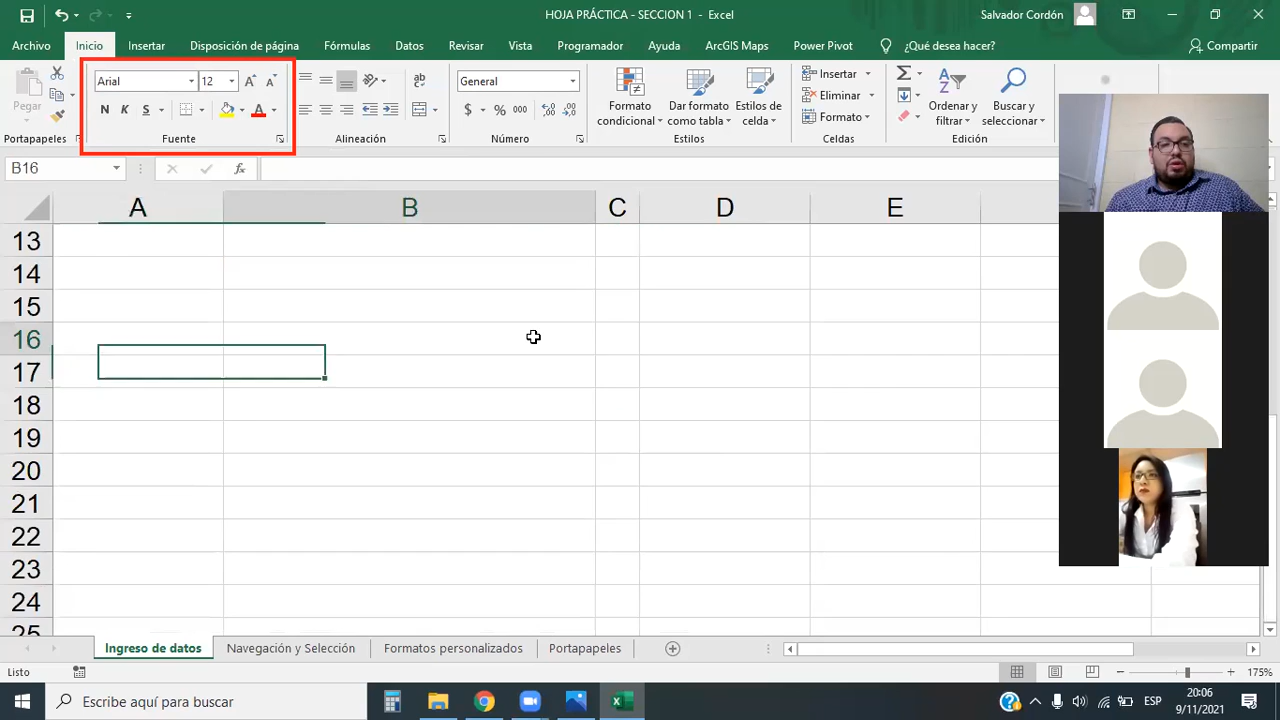 HOJA PRÁCTICA - SECCION 1 - Excel
Salvador Cordón
Archivo
Inicio
Insertar
Disposición de página
Fórmulas
Datos
Revisar
Vista
Programador
Ayuda
ArcGIS Maps
Power Pivot
¿Qué desea hacer?
Compartir
Pegar
Portapapeles
Arial
12
N K S
Fuente
Alineación
General
$ % 000
Número
Formato condicional
Dar formato como tabla
Estilos de celda
Estilos
Insertar
Eliminar
Formato
Celdas
Ordenar y filtrar
Buscar y seleccionar
Edición
B16
fx
A B C D E
13
14
15
16
17
18
19
20
21
22
23
24
25
Ingreso de datos
Navegación y Selección
Formatos personalizados
Portapapeles
Listo
175%
Escribe aquí para buscar
ESP
20:06
9/11/2021